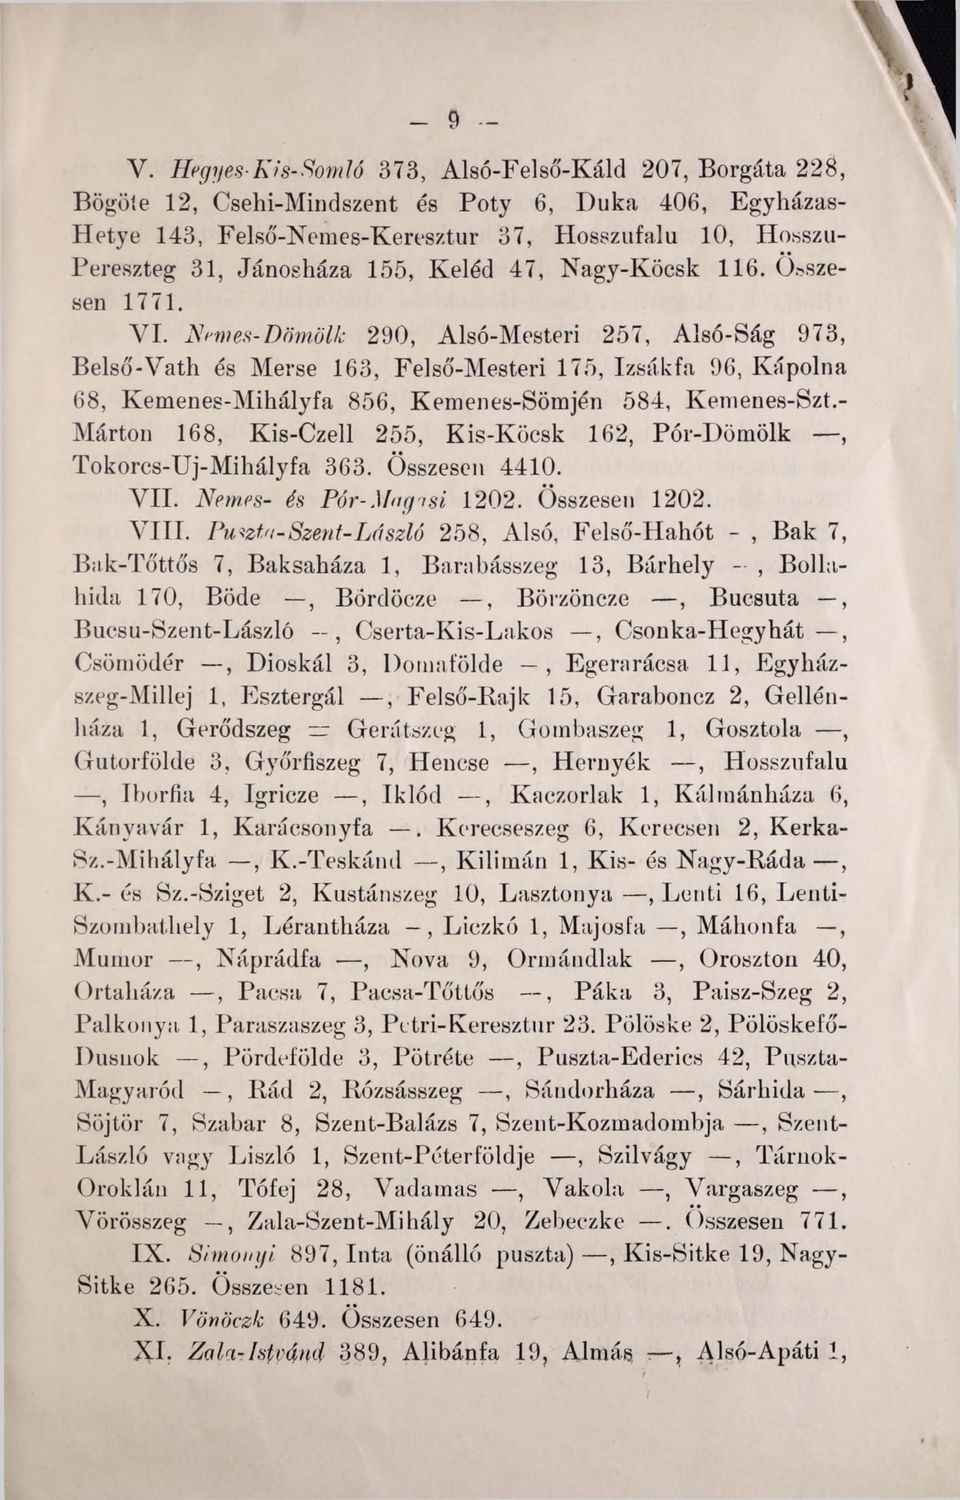 — 9 —
V. Hegyes-Kis-Somló 373, Alsó-Felső-Káld 207, Borgáta 228,
Bögöte 12, Csehi-Mindszent és Poty 6, Duka 406, Egyházas-
Hetye 143, Felső-Nemes-Keresztur 37, Hosszufalu 10, Hosszu-
Pereszteg 31, Jánosháza 155, Keléd 47, Nagy-Köcsk 116. Össze-
sen 1771.
VI. Nemes-Dömölk 290, Alsó-Mesteri 257, Alsó-Ság 973,
Belső-Vath és Merse 163, Felső-Mesteri 175, Izsákfa 96, Kápolna
68, Kemenes-Mihályfa 856, Kemenes-Sömjén 584, Kemenes-Szt.-
Márton 168, Kis-Czell 255, Kis-Köcsk 162, Pór-Dömölk —,
Tokorcs-Uj-Mihályfa 363. Összesen 4410.
VII. Nemes- és Pór-Magasi 1202. Összesen 1202.
VIII. Puszta-Szent-László 258, Alsó, Felső-Hahót - , Bak 7,
Bak-Tőttős 7, Baksaháza 1, Barabásszeg 13, Bárhely - , Bolla-
hida 170, Böde —, Bördöcze —, Börzöncze —, Bucsuta —,
Bucsu-Szent-László —, Cserta-Kis-Lakos —, Csonka-Hegyhát —,
Csömödér —, Dioskál 3, Domafölde —, Egerarácsa 11, Egyház-
szeg-Millej 1, Esztergál —, Felső-Rajk 15, Garaboncz 2, Gellén-
háza 1, Gerődszeg = Gerátszeg 1, Gombaszeg 1, Gosztola —,
Gutorfölde 3, Győrfiszeg 7, Hencse —, Hernyék —, Hosszufalu
—, Iborfia 4, Igricze —, Iklód —, Kaczorlak 1, Kálmánháza 6,
Kányavár 1, Karácsonyfa —. Kerecseszeg 6, Kerecsen 2, Kerka-
Sz.-Mihályfa —, K.-Teskánd —, Kilimán 1, Kis- és Nagy-Ráda —,
K.- és Sz.-Sziget 2, Kustánszeg 10, Lasztonya —, Lenti 16, Lenti-
Szombathely 1, Lérantháza —, Liczkó 1, Majosfa —, Máhonfa —,
Mumor —, Náprádfa —, Nova 9, Ormándlak —, Oroszton 40,
Ortaháza —, Pacsa 7, Pacsa-Tőttős —, Páka 3, Paisz-Szeg 2,
Palkonya 1, Paraszaszeg 3, Petri-Keresztur 23. Pölöske 2, Pölöskefő-
Dusnok —, Pördefölde 3, Pötréte —, Puszta-Ederics 42, Puszta-
Magyaród —, Rád 2, Rózsásszeg —, Sándorháza —, Sárhida —,
Söjtör 7, Szabar 8, Szent-Balázs 7, Szent-Kozmadombja —, Szent-
László vagy Liszló 1, Szent-Péterföldje —, Szilvágy —, Tárnok-
Oroklán 11, Tófej 28, Vadamas —, Vakola —, Vargaszeg —,
Vörösszeg —, Zala-Szent-Mihály 20, Zebeczke —. Összesen 771.
IX. Simonyi 897, Inta (önálló puszta) —, Kis-Sitke 19, Nagy-
Sitke 265. Összesen 1181.
X. Vönöczk 649. Összesen 649.
XI. Zala-Istvánd 389, Alibánfa 19, Almás —, Alsó-Apáti 1,